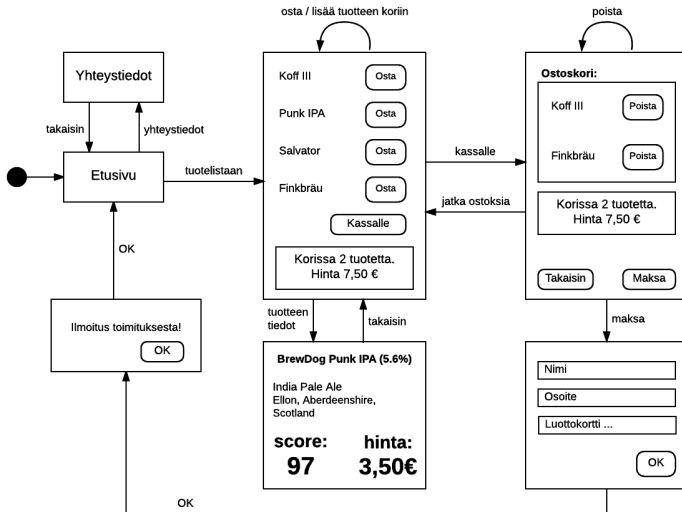 osta / lisää tuotteen koriin
poista
Yhteystiedot
takaisin
yhteystiedot
Etusivu
tuotelistaan
Koff III
Osta
Punk IPA
Osta
Salvator
Osta
Finkbräu
Osta
Kassalle
Korissa 2 tuotetta.
Hinta 7,50 €
kassalle
jatka ostoksia
Ostoskori:
Koff III
Poista
Finkbräu
Poista
Korissa 2 tuotetta.
Hinta 7,50 €
Takaisin
Maksa
OK
Ilmoitus toimituksesta!
OK
tuotteen
tiedot
takaisin
maksa
BrewDog Punk IPA (5.6%)
India Pale Ale
Ellon, Aberdeenshire,
Scotland
score:
97
hinta:
3,50€
Nimi
Osoite
Luottokortti ...
OK
OK